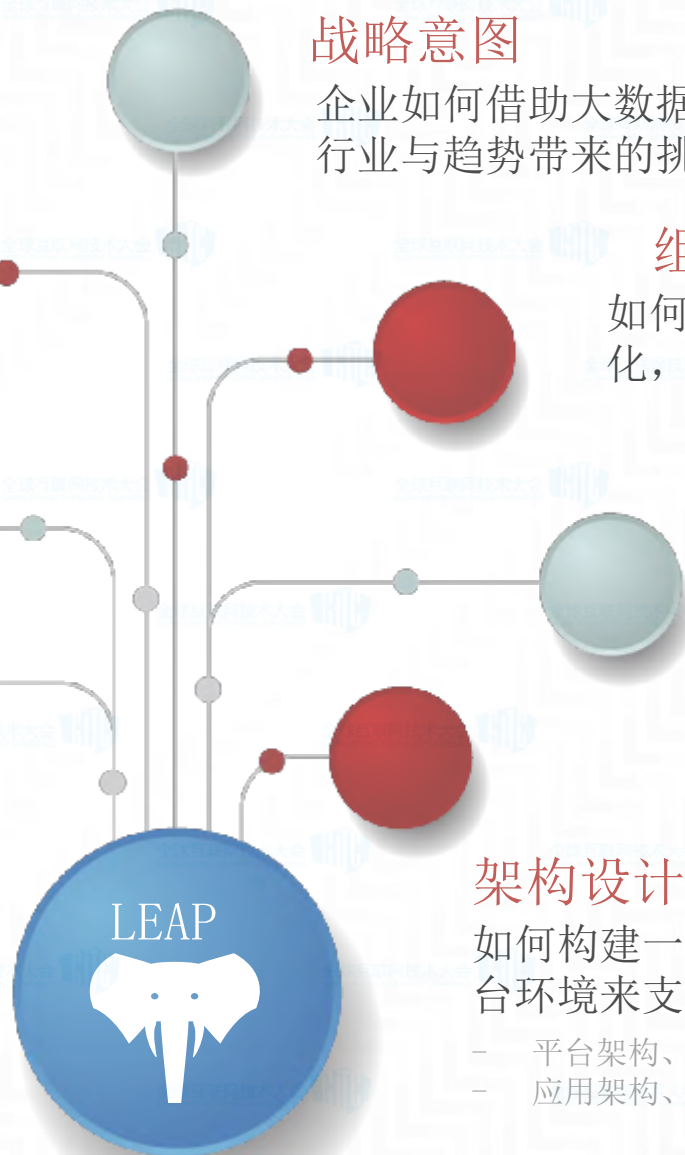 战略意图
企业如何借助大数据
行业与趋势带来的挑
组
如何
化，
架构设计
如何构建一
台环境来支
- 平台架构、
- 应用架构、
LEAP